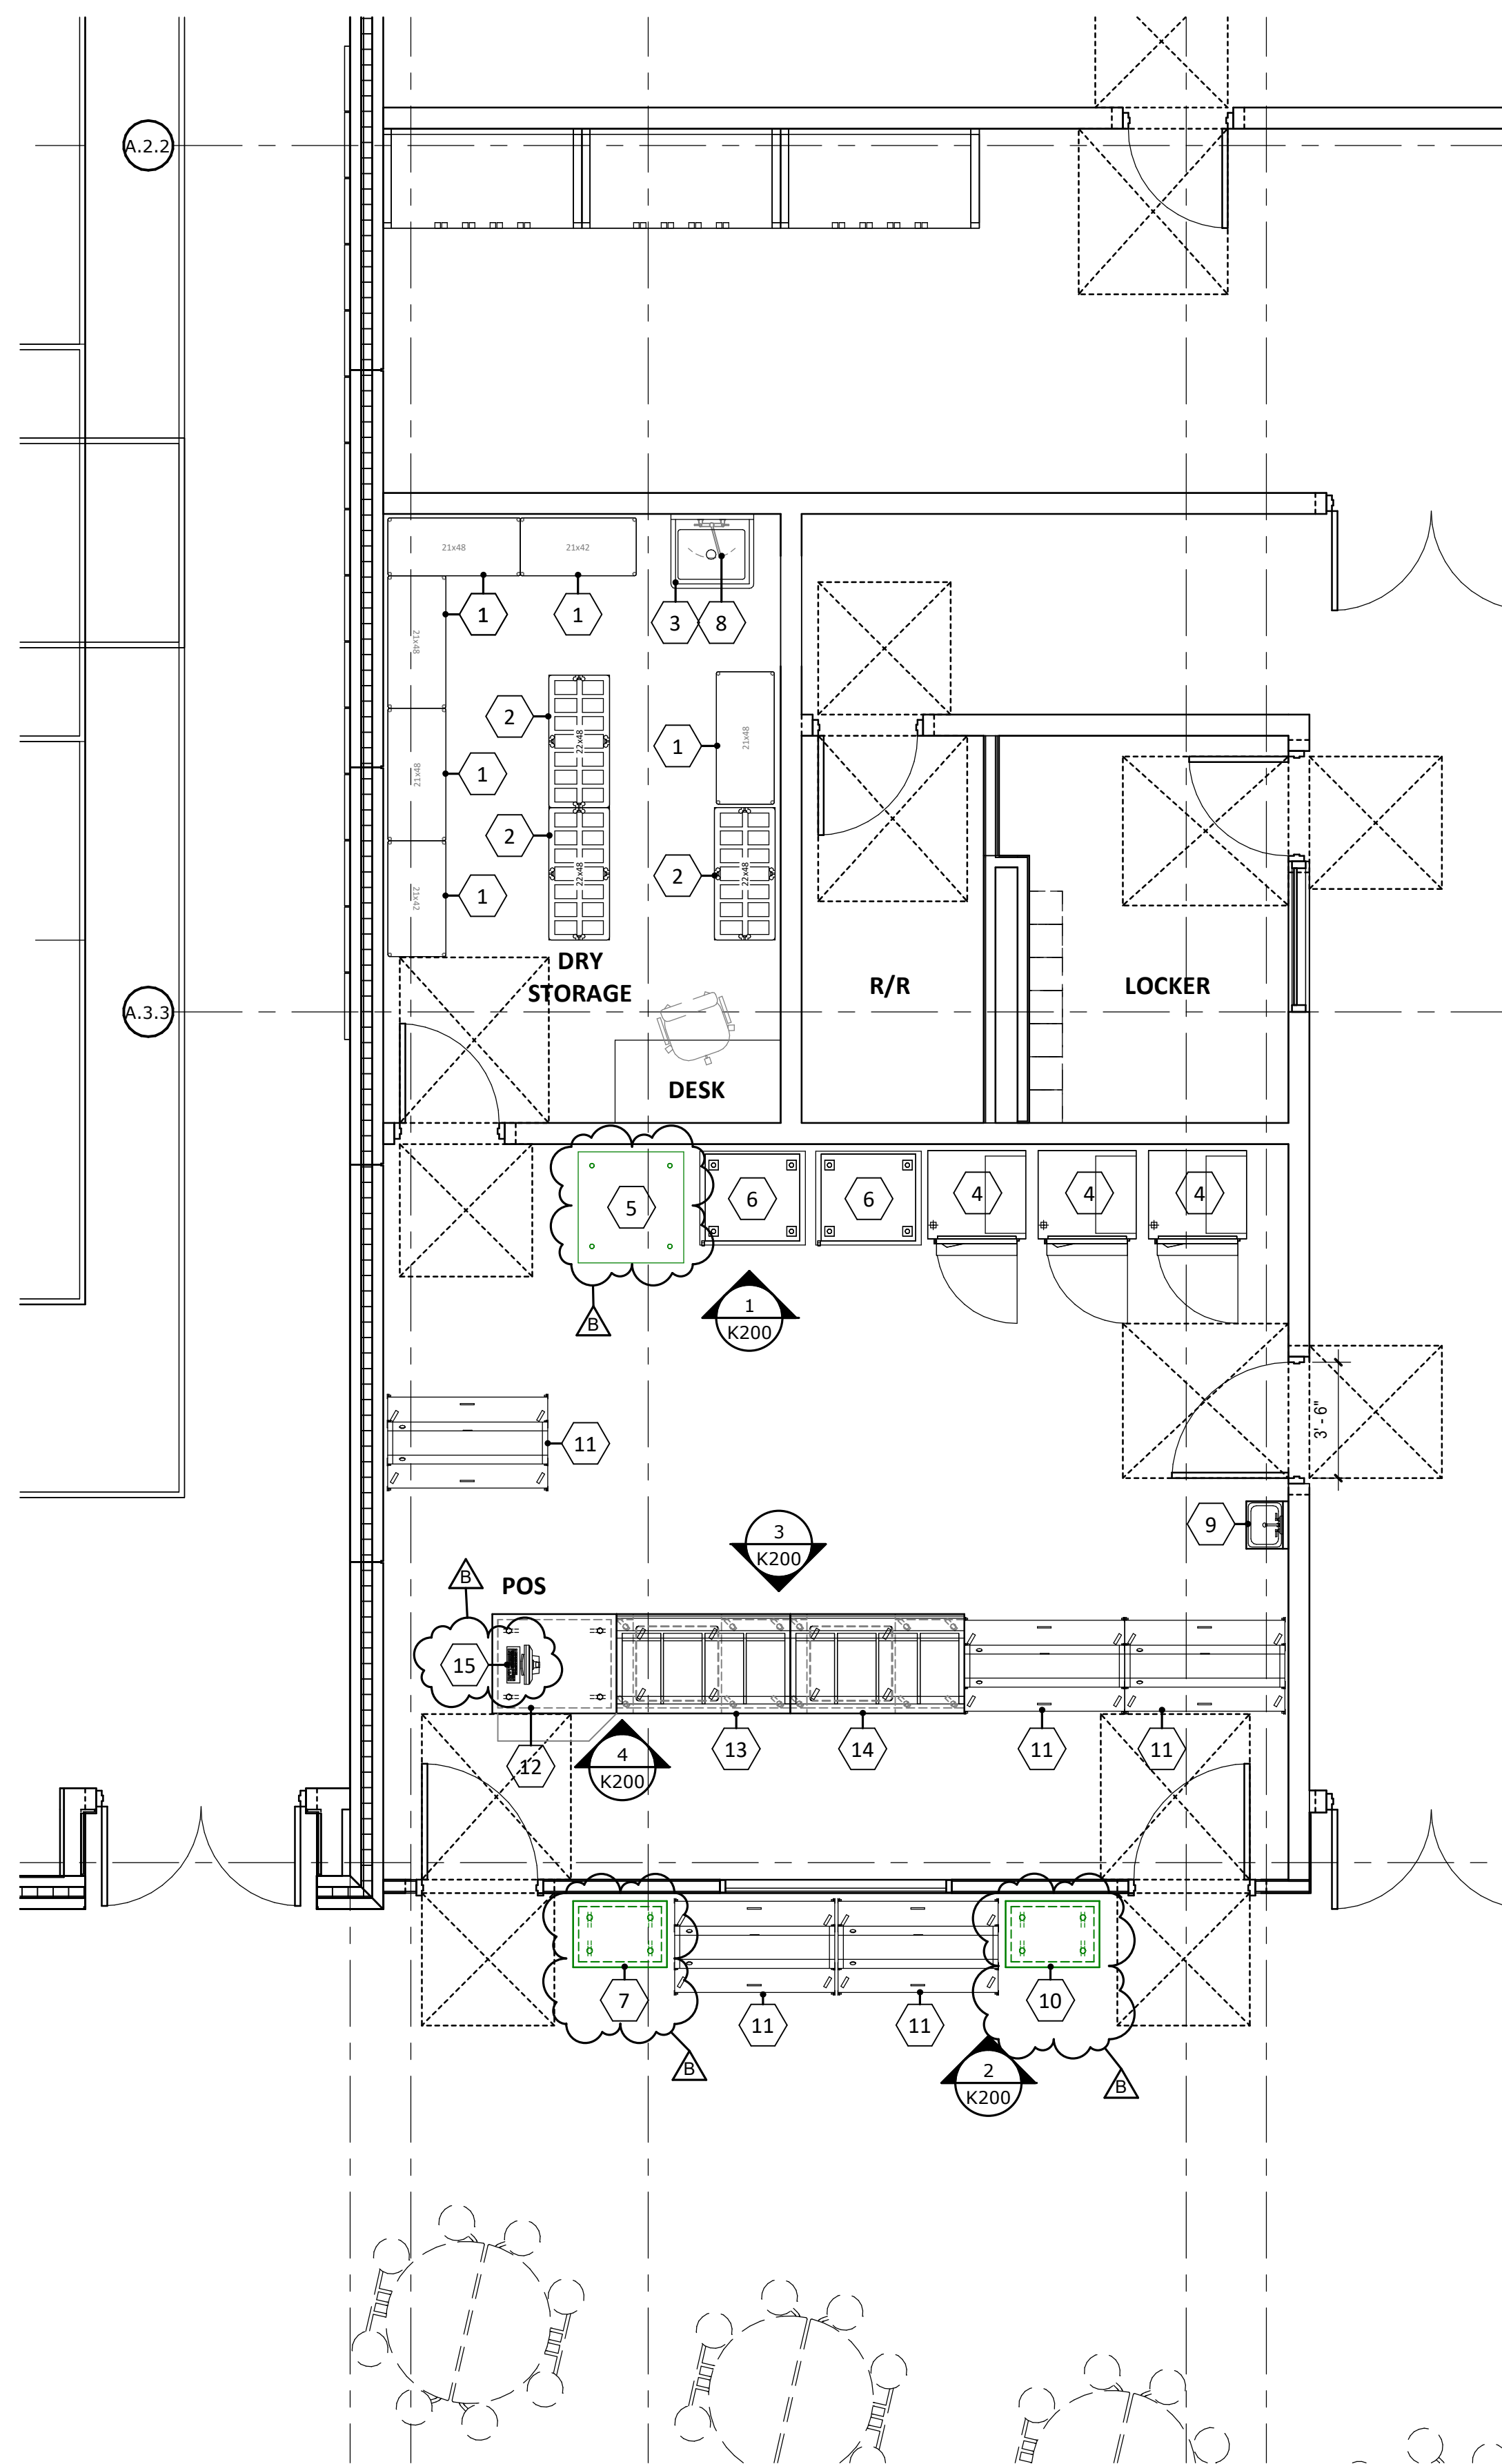 A.2.2
21x48
21x42
1
1
3
8
21x48
2
22x48
1
21x48
21x48
1
2
22x48
2
22x48
21x42
1
DRY
STORAGE
R/R
LOCKER
A.3.3
DESK
5
6
6
4
4
4
B
1
K200
3' - 6"
11
9
3
K200
B
POS
15
12
4
K200
13
14
11
11
7
11
11
10
B
2
K200
B